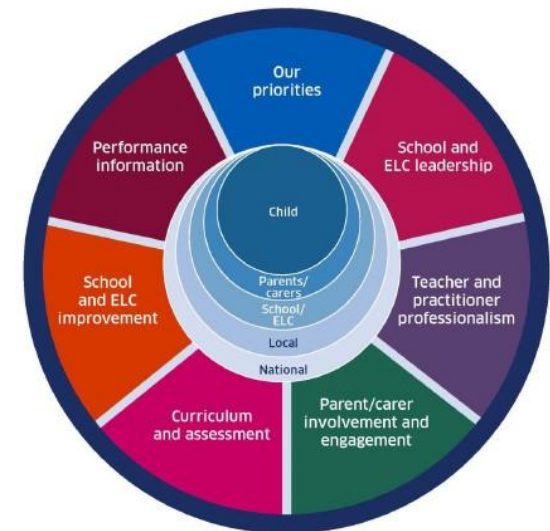 Our
priorities
School and
ELC leadership
Teacher and
practitioner
professionalism
Parent/carer
involvement and
engagement
Curriculum
and assessment
School
and ELC
improvement
Performance
information
Child
Parents/
carers
School/
ELC
Local
National